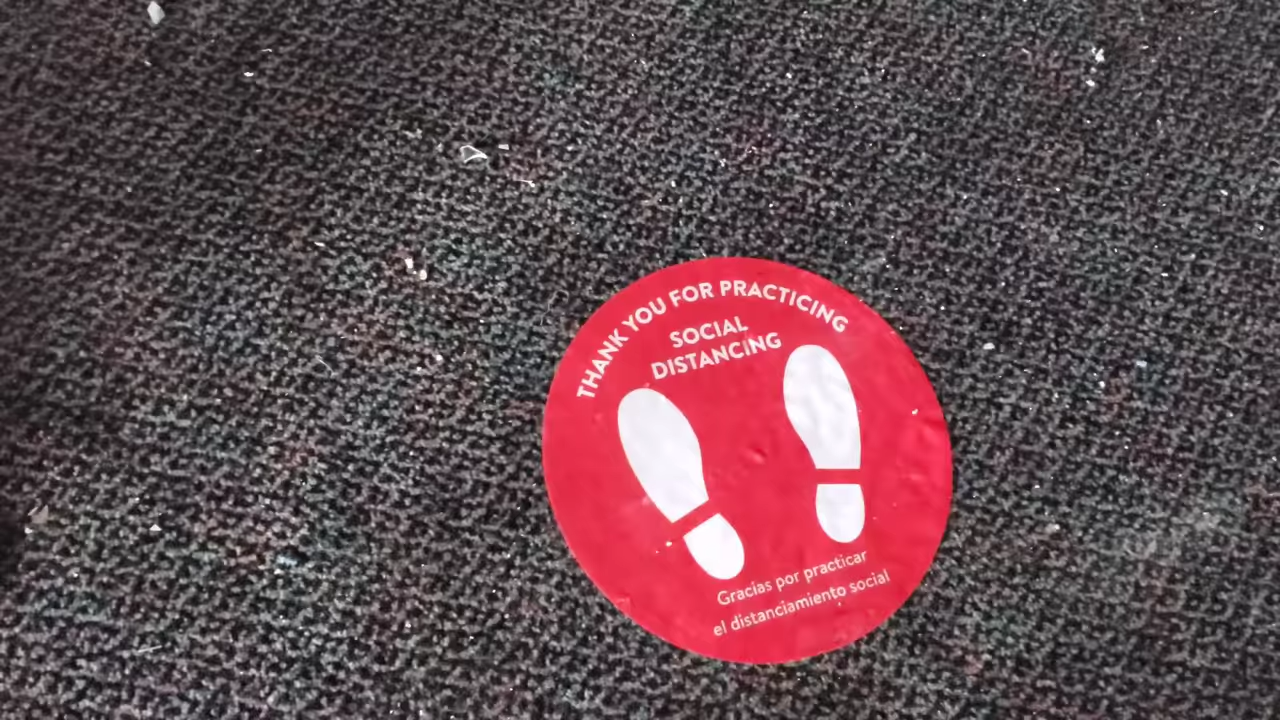 THANK YOU FOR PRACTICING
SOCIAL
DISTANCING
Gracias por practicar
el distanciamiento social